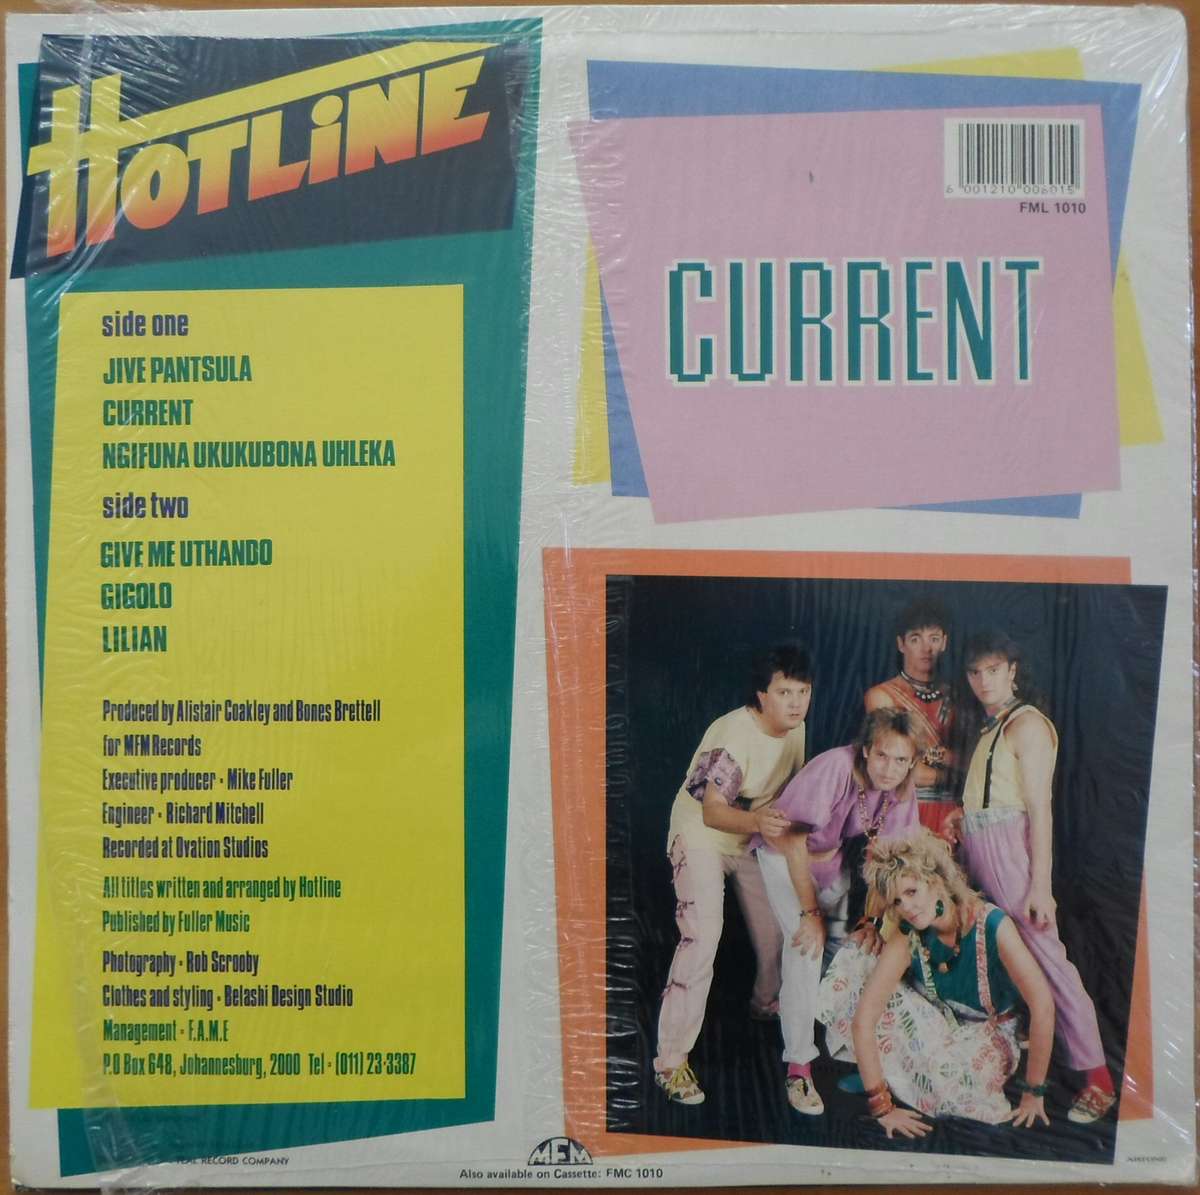 HOTLiNE
side one
JIVE PANTSULA
CURRENT
NGIFUNA UKUKUBONA UHLEKA
side two
GIVE ME UTHANDO
GIGOLO
LILIAN
Produced by Alistair Coakley and Bones Brettell
for MFM Records
Executive producer - Mike Fuller
Engineer - Richard Mitchell
Recorded at Ovation Studios
All titles written and arranged by Hotline
Published by Fuller Music
Photography - Rob Scrooby
Clothes and styling - Belashi Design Studio
Management - F.A.M.E
P.O Box 648, Johannesburg, 2000 Tel - (011) 23-3387
6 001210 006015
FML 1010
CURRENT
RECORD COMPANY
MFM
Also available on Cassette: FMC 1010